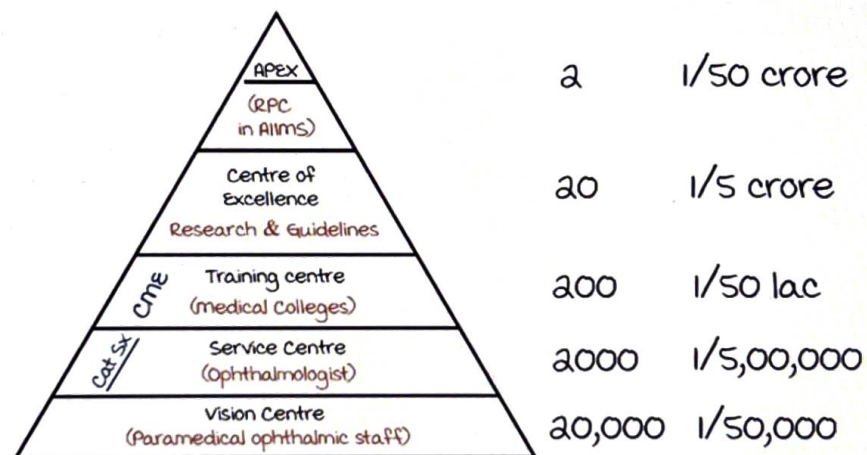 APEX 2 1/50 crore
(RPC
in AIIMS)
Centre of
Excellence 20 1/5 crore
Research & Guidelines
CME Training centre 200 1/50 lac
(medical Colleges)
Cat Sx Service Centre 2000 1/5,00,000
(Ophthalmologist)
Vision Centre 20,000 1/50,000
(Paramedical ophthalmic staff)